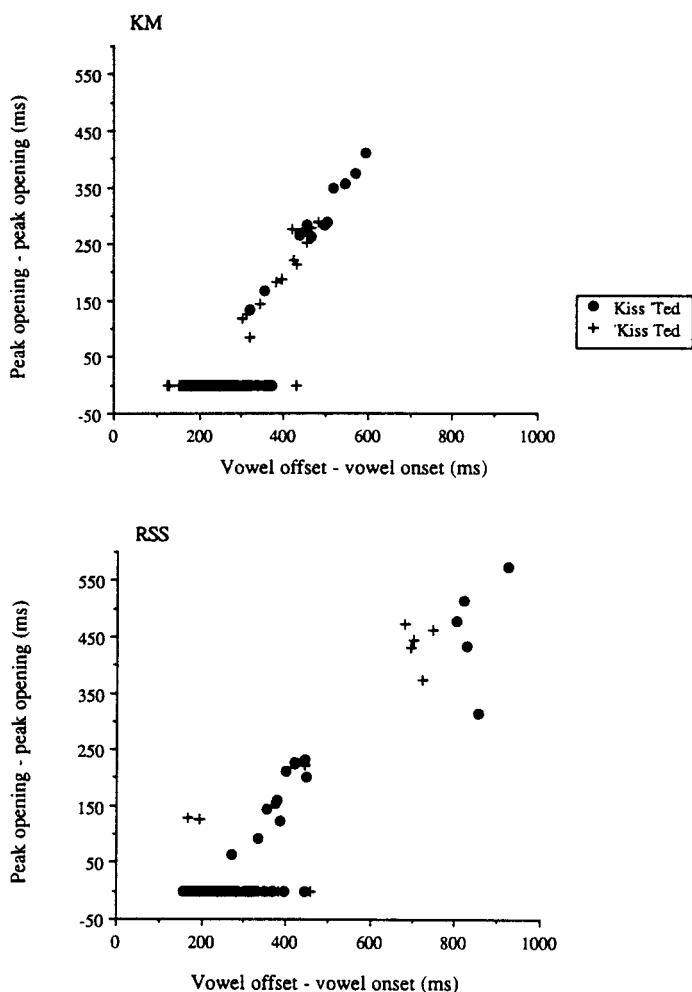 KM
550
450
350
250
150
50
-50
Peak opening - peak opening (ms)
0 200 400 600 800 1000
Vowel offset - vowel onset (ms)
Kiss 'Ted
'Kiss Ted
RSS
550
450
350
250
150
50
-50
Peak opening - peak opening (ms)
0 200 400 600 800 1000
Vowel offset - vowel onset (ms)